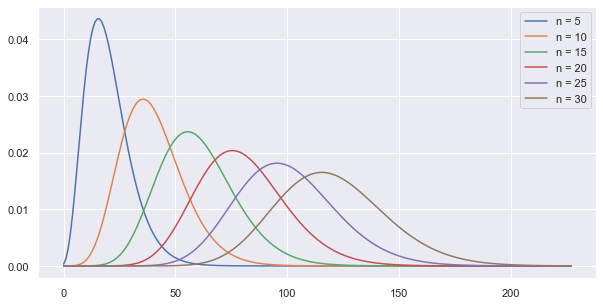 n = 5
n = 10
n = 15
n = 20
n = 25
n = 30
0.04
0.03
0.02
0.01
0.00
0 50 100 150 200